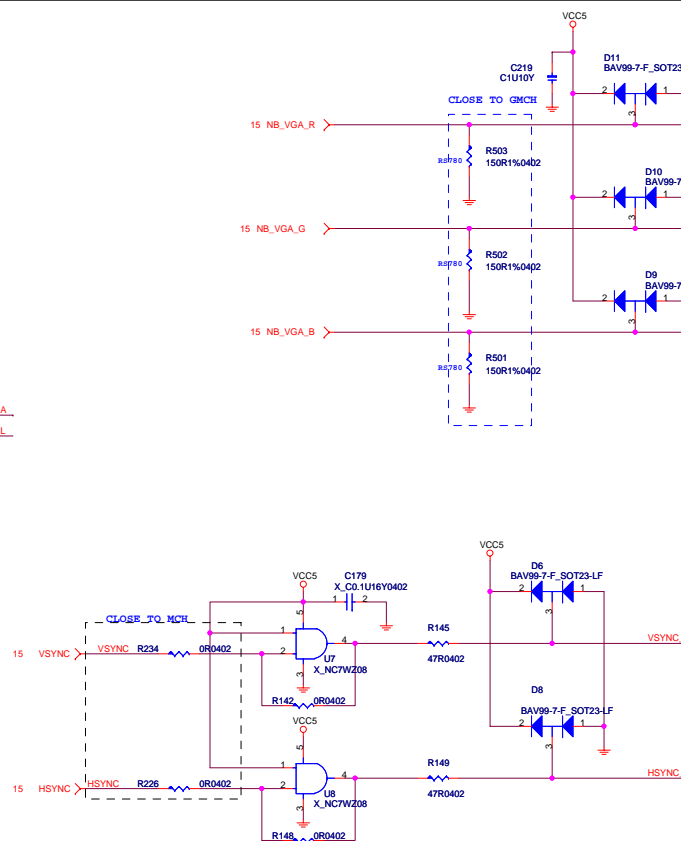 VCC5
C219
C1U10Y
D11
BAV99-7-F_SOT23
2
1
3
CLOSE TO GMCH
15 NB_VGA_R
RS780
R503
150R1%0402
D10
BAV99-7
2
1
3
15 NB_VGA_G
RS780
R502
150R1%0402
D9
BAV99-7
2
1
3
15 NB_VGA_B
RS780
R501
150R1%0402
A
L
VCC5
VCC5
C179
X_C0.1U16Y0402
1
2
D6
BAV99-7-F_SOT23-LF
2
1
3
CLOSE TO MCH
5
1
2
4
3
U7
X_NC7WZ08
15 VSYNC
VSYNC
R234
0R0402
R145
47R0402
VSYNC
R142
0R0402
VCC5
D8
BAV99-7-F_SOT23-LF
2
1
3
5
1
2
4
3
U8
X_NC7WZ08
15 HSYNC
HSYNC
R226
0R0402
R149
47R0402
HSYNC
R148
0R0402